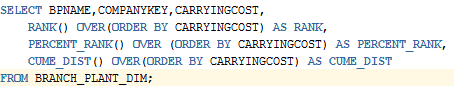 SELECT BPNAME,COMPANYKEY,CARRYINGCOST,
RANK() OVER(ORDER BY CARRYINGCOST) AS RANK,
PERCENT_RANK() OVER (ORDER BY CARRYINGCOST) AS PERCENT_RANK,
CUME_DIST() OVER(ORDER BY CARRYINGCOST) AS CUME_DIST
FROM BRANCH_PLANT_DIM;